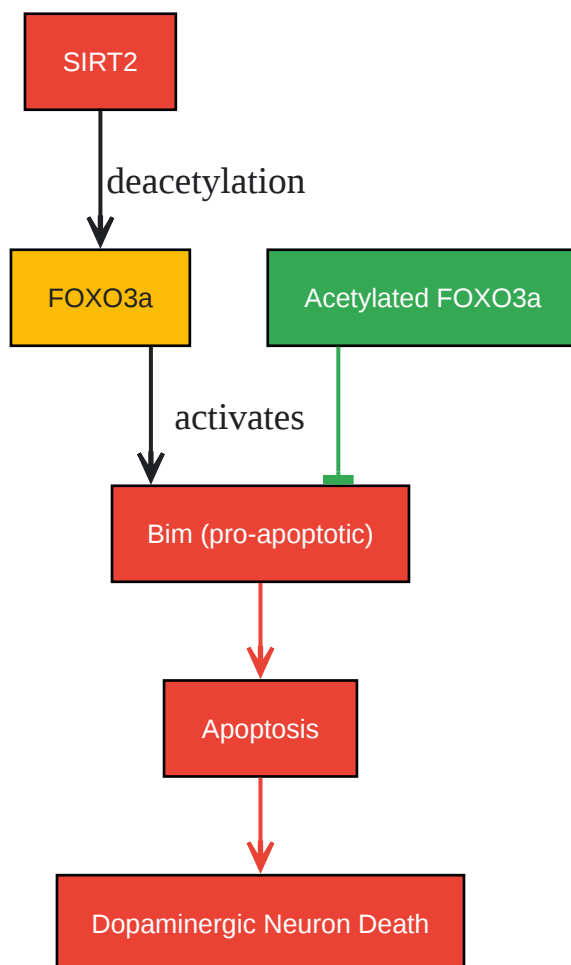 SIRT2
deacetylation
FOXO3a
Acetylated FOXO3a
activates
Bim (pro-apoptotic)
Apoptosis
Dopaminergic Neuron Death